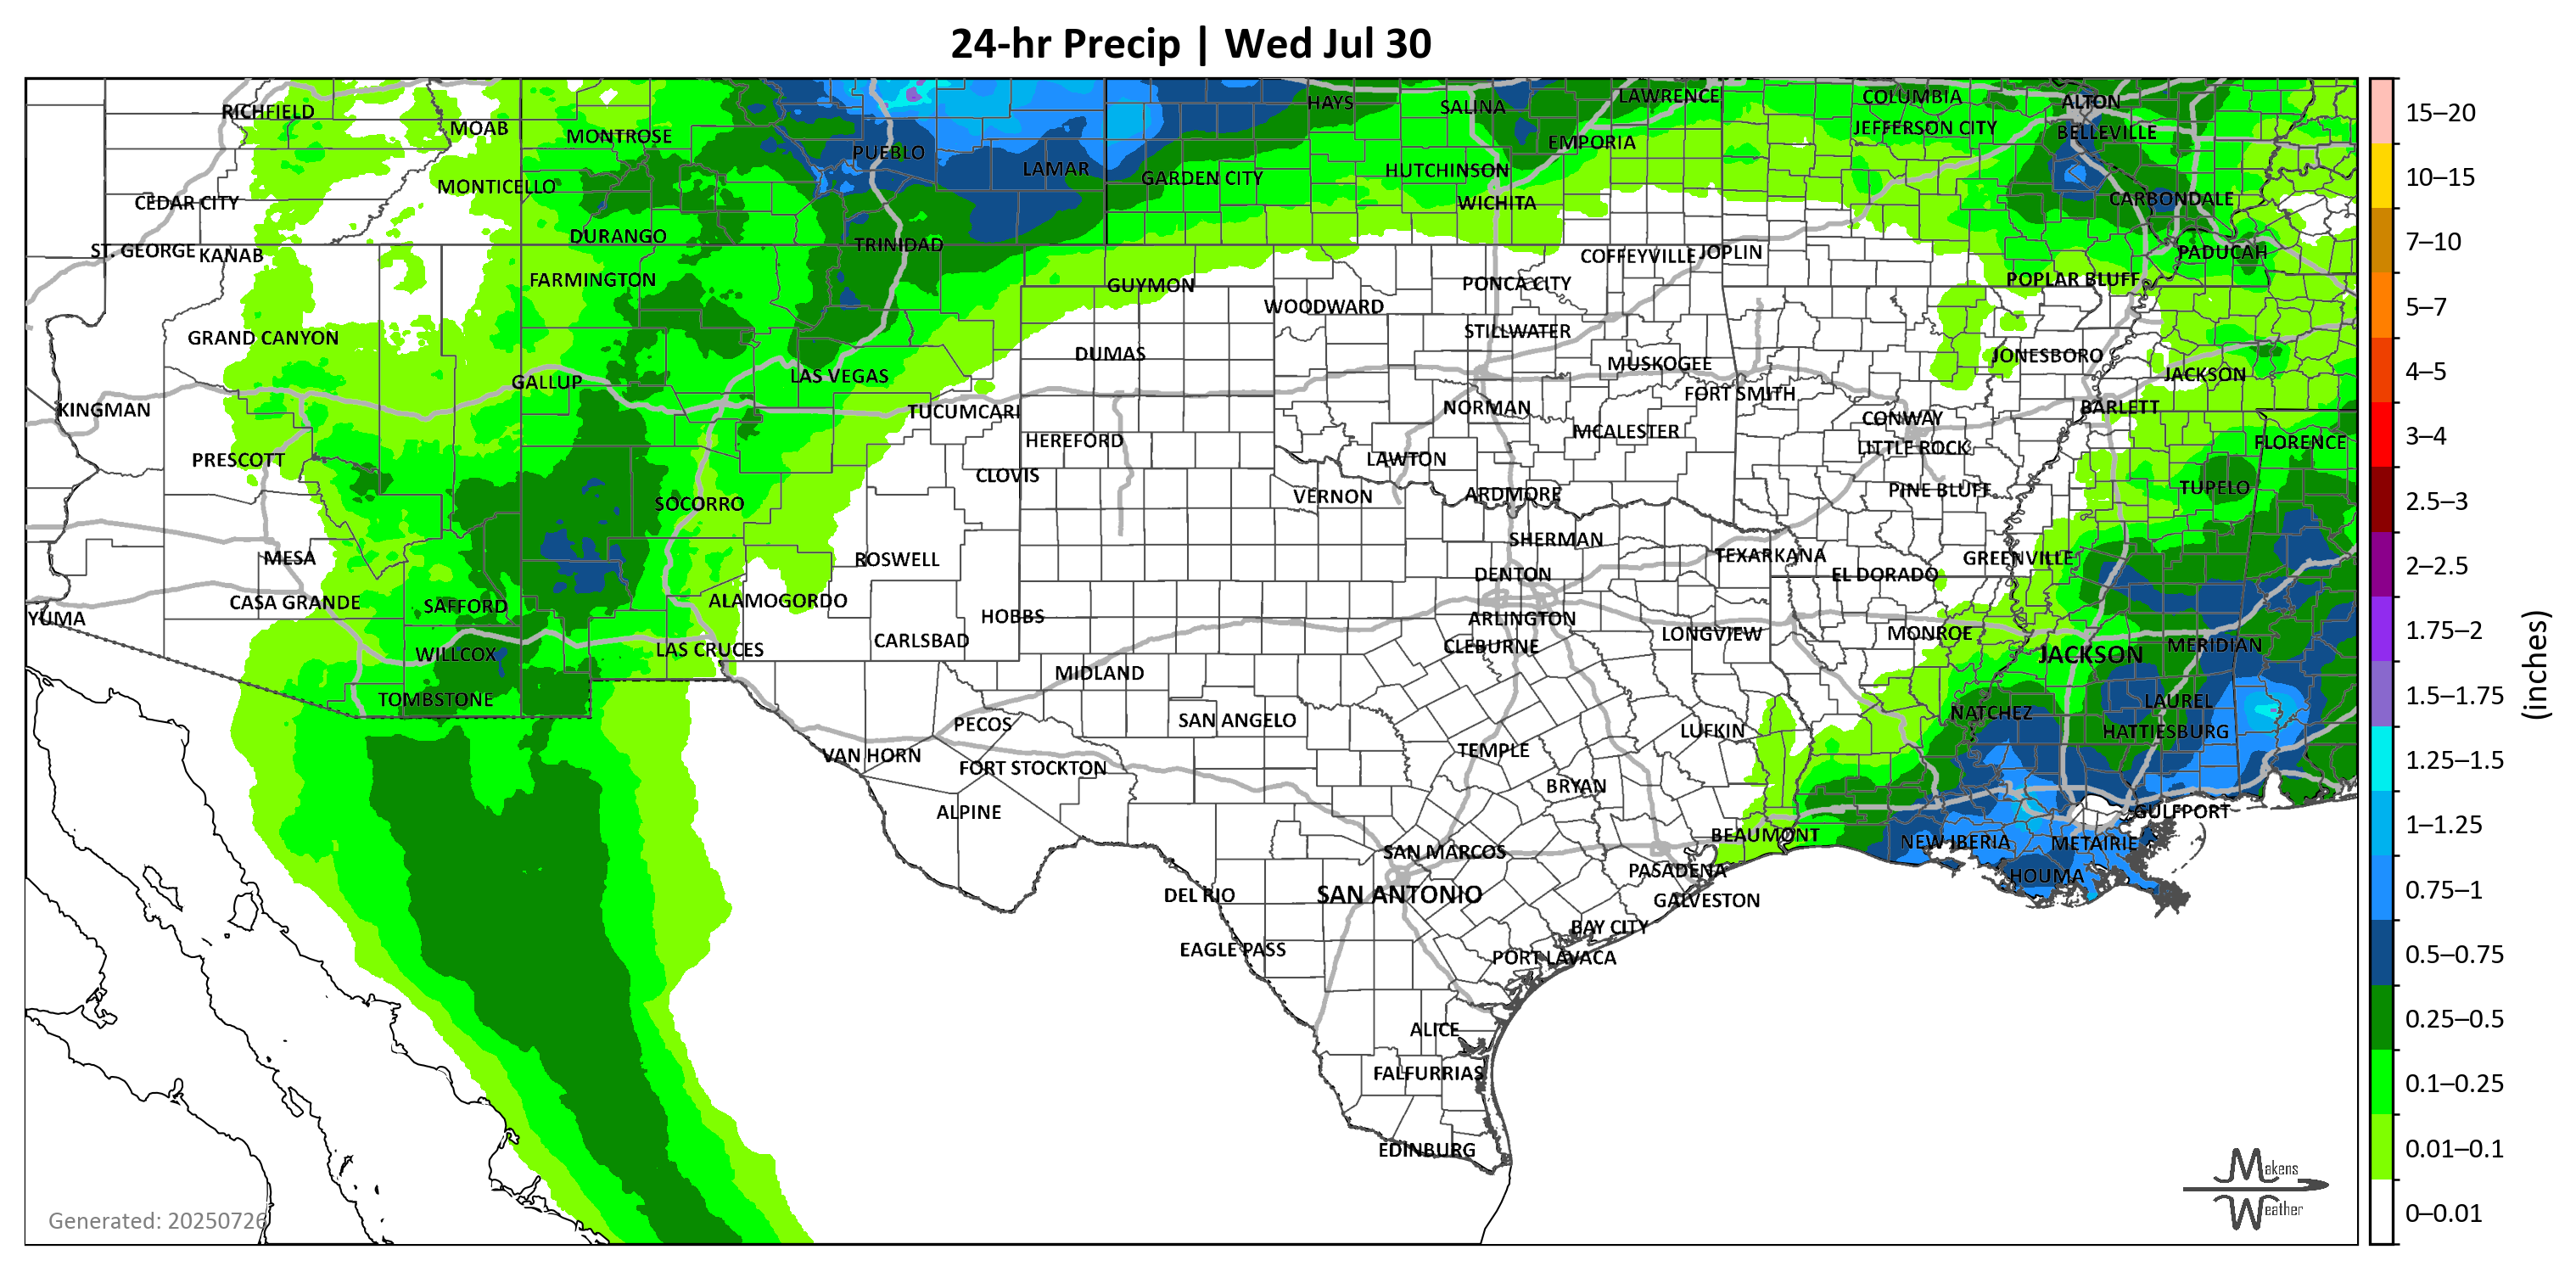 24-hr Precip | Wed Jul 30
RICHFIELD
MOAB
MONTROSE
PUEBLO
LAMAR
HAYS
SALINA
LAWRENCE
COLUMBIA
ALTON
JEFFERSON CITY
BELLEVILLE
EMPORIA
HUTCHINSON
GARDEN CITY
MONTICELLO
CEDAR CITY
WICHITA
CARBONDALE
DURANGO
TRINIDAD
ST. GEORGE
KANAB
COFFEYVILLE
JOPLIN
PADUCAH
FARMINGTON
GUYMON
PONCA CITY
POPLAR BLUFF
WOODWARD
GRAND CANYON
STILLWATER
DUMAS
JONESBORO
MUSKOGEE
GALLUP
LAS VEGAS
JACKSON
FORT SMITH
KINGMAN
TUCUMCARI
NORMAN
BARLETT
CONWAY
HEREFORD
MCALESTER
FLORENCE
LITTLE ROCK
PRESCOTT
LAWTON
CLOVIS
TUPELO
SOCORRO
VERNON
ARDMORE
PINE BLUFF
SHERMAN
MESA
ROSWELL
TEXARKANA
GREENVILLE
DENTON
EL DORADO
CASA GRANDE
SAFFORD
ALAMOGORDO
YUMA
HOBBS
ARLINGTON
CARLSBAD
LONGVIEW
MONROE
WILLCOX
LAS CRUCES
CLEBURNE
JACKSON
MERIDIAN
MIDLAND
TOMBSTONE
LAUREL
PECOS
SAN ANGELO
NATCHEZ
LUFKIN
HATTIESBURG
VAN HORN
TEMPLE
FORT STOCKTON
BRYAN
ALPINE
GULFPORT
BEAUMONT
NEW IBERIA
METAIRIE
SAN MARCOS
PASADENA
HOUMA
DEL RIO
SAN ANTONIO
GALVESTON
BAY CITY
EAGLE PASS
PORT LAVACA
ALICE
FALFURRIAS
EDINBURG
Generated: 20250726
Makens
Weather
15–20
10–15
7–10
5–7
4–5
3–4
2.5–3
2–2.5
1.75–2
1.5–1.75
1.25–1.5
1–1.25
0.75–1
0.5–0.75
0.25–0.5
0.1–0.25
0.01–0.1
0–0.01
(inches)